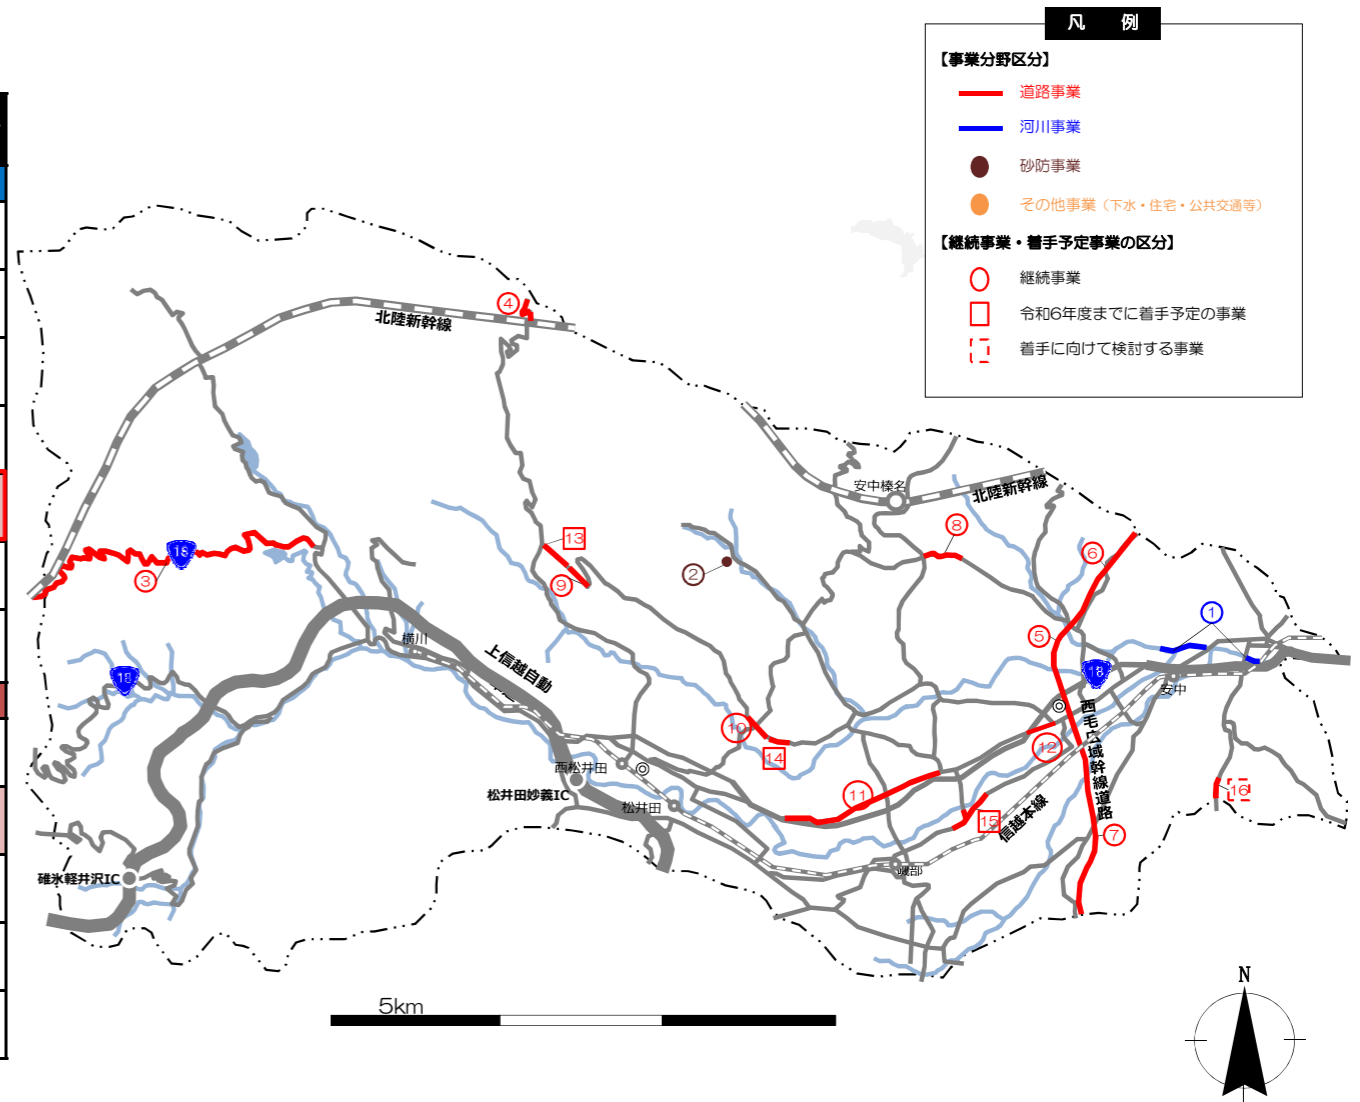 凡　例
【事業分野区分】
道路事業
河川事業
砂防事業
その他事業（下水・住宅・公共交通等）
【継続事業・着手予定事業の区分】
継続事業
令和6年度までに着手予定の事業
着手に向けて検討する事業
4
北陸新幹線
安中榛名
北陸新幹線
8
6
13
9
2
18
3
1
5
横川
上信越自動
18
18
安中
西毛広域幹線道路
10
14
12
西松井田
松井田妙義IC
松井田
11
15
信越本線
16
7
磯部
碓氷軽井沢IC
5km
N